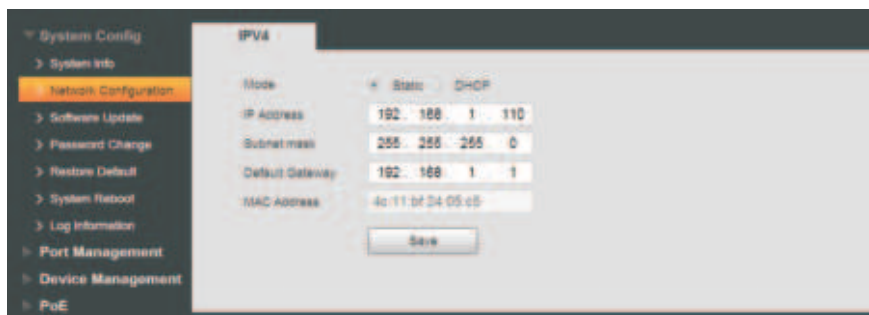 System Config
System Info
Network Configuration
Software Update
Password Change
Restore Default
System Reboot
Log Information
Port Management
Device Management
PoE
IPV4
Mode Static DHCP
IP Address 192. 168. 1 110
Subnet mask 255. 255. 255 0
Default Gateway 192. 168 1 1
MAC Address 4c:11:bf:24:05:c5
Save